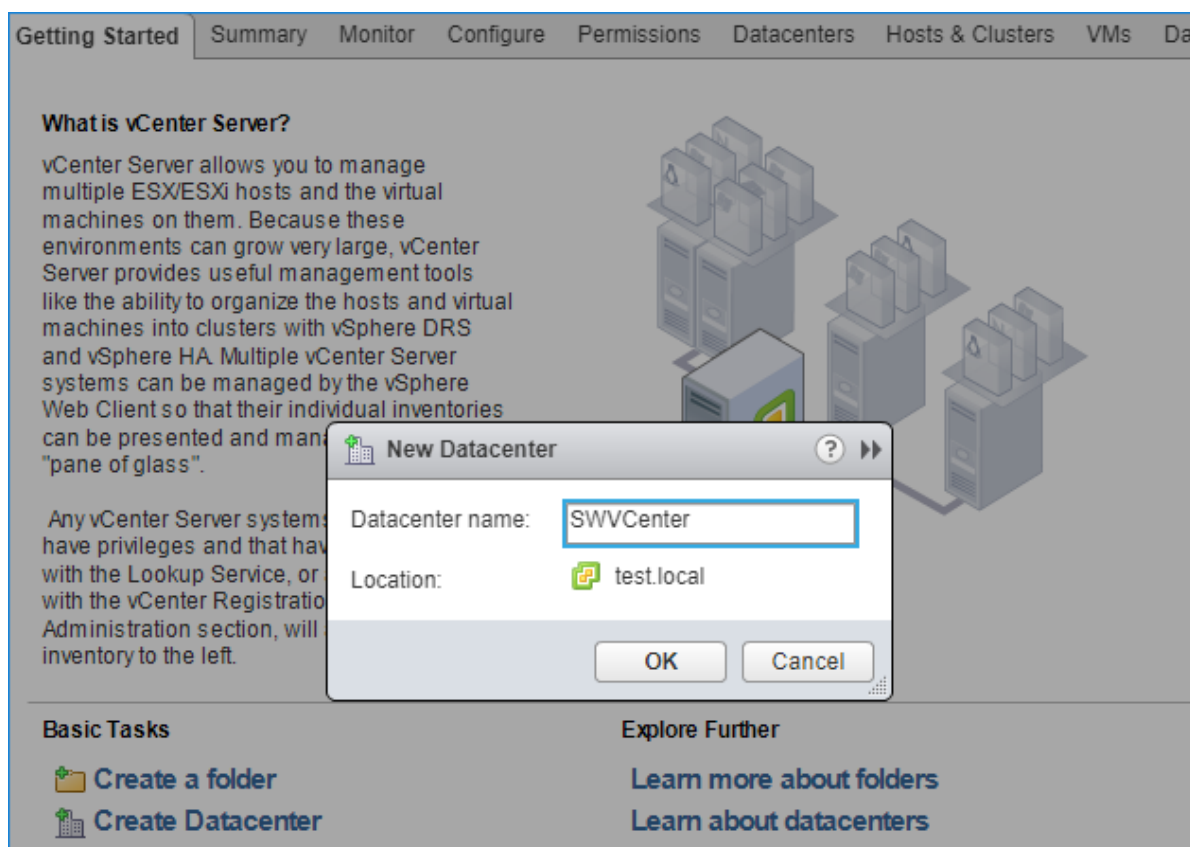 Getting Started Summary Monitor Configure Permissions Datacenters Hosts & Clusters VMs Da
What is vCenter Server?
vCenter Server allows you to manage
multiple ESX/ESXi hosts and the virtual
machines on them. Because these
environments can grow very large, vCenter
Server provides useful management tools
like the ability to organize the hosts and virtual
machines into clusters with vSphere DRS
and vSphere HA. Multiple vCenter Server
systems can be managed by the vSphere
Web Client so that their individual inventories
can be presented and mana
"pane of glass".
Any vCenter Server systems
have privileges and that hav
with the Lookup Service, or
with the vCenter Registratio
Administration section, will
inventory to the left.
New Datacenter ?
Datacenter name: SWVCenter
Location: test.local
OK Cancel
Basic Tasks
Create a folder
Create Datacenter
Explore Further
Learn more about folders
Learn about datacenters